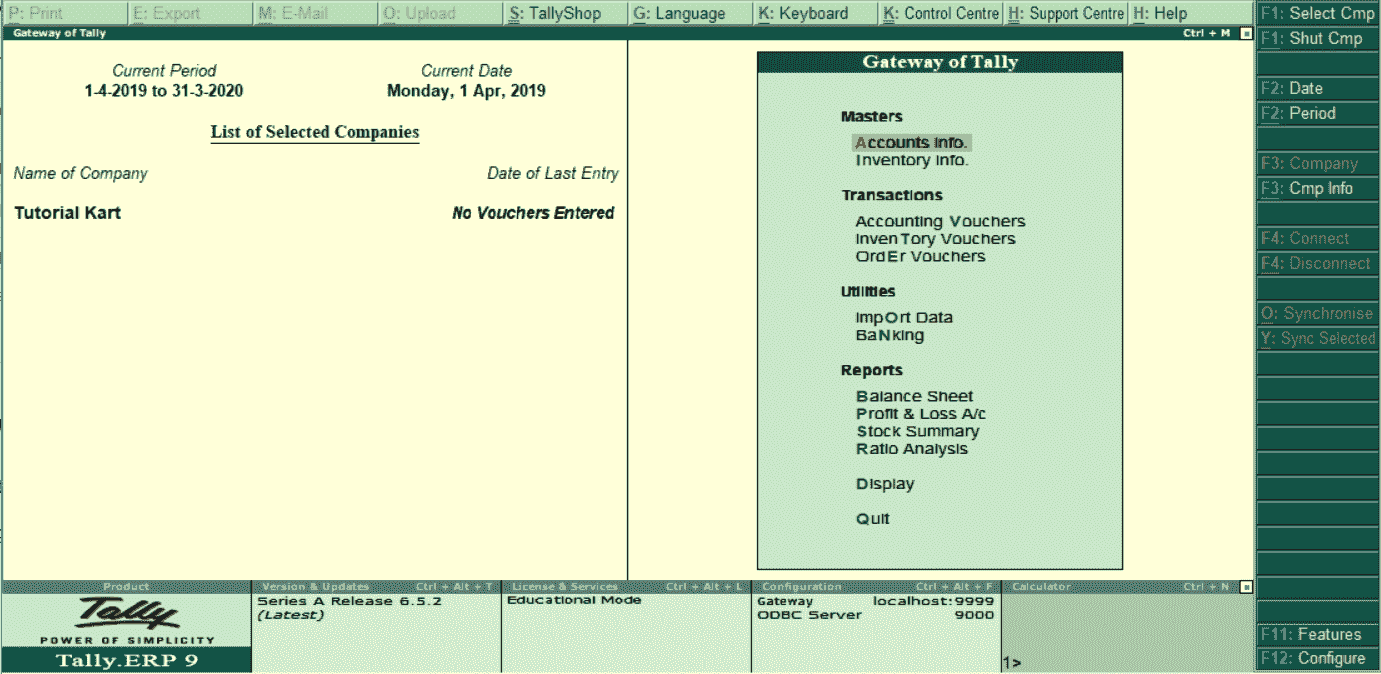 P: Print E: Export M: E-Mail O: Upload S: TallyShop G: Language K: Keyboard K: Control Centre H: Support Centre H: Help
Gateway of Tally Ctrl + M
Current Period Current Date
1-4-2019 to 31-3-2020 Monday, 1 Apr, 2019
List of Selected Companies
Name of Company Date of Last Entry
Tutorial Kart No Vouchers Entered
Gateway of Tally
Masters
Accounts Info.
Inventory Info.
Transactions
Accounting Vouchers
InvenTory Vouchers
OrdEr Vouchers
Utilities
ImpOrt Data
BaNking
Reports
Balance Sheet
Profit & Loss A/c
Stock Summary
Ratio Analysis
Display
Quit
F1: Select Cmp
F1: Shut Cmp
F2: Date
F2: Period
F3: Company
F3: Cmp Info
F4: Connect
F4: Disconnect
O: Synchronise
Y: Sync Selected
F11: Features
F12: Configure
Product
Tally
POWER OF SIMPLICITY
Tally.ERP 9
Version & Updates Ctrl + Alt + T
Series A Release 6.5.2
(Latest)
License & Services Ctrl + Alt + L
Educational Mode
Configuration Ctrl + Alt + F
Gateway localhost:9999
ODBC Server 9000
Calculator Ctrl + N
1>